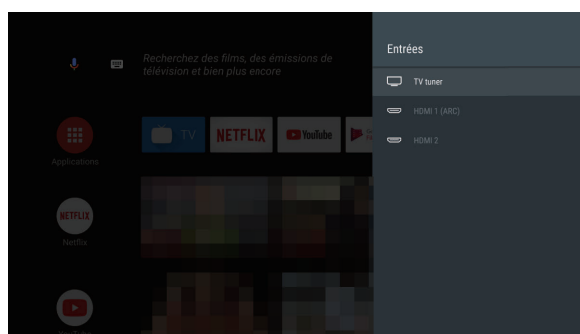 Recherchez des films, des émissions de
télévision et bien plus encore
Applications
TV
NETFLIX
YouTube
NETFLIX
Netflix
Entrées
TV tuner
HDMI 1 (ARC)
HDMI 2